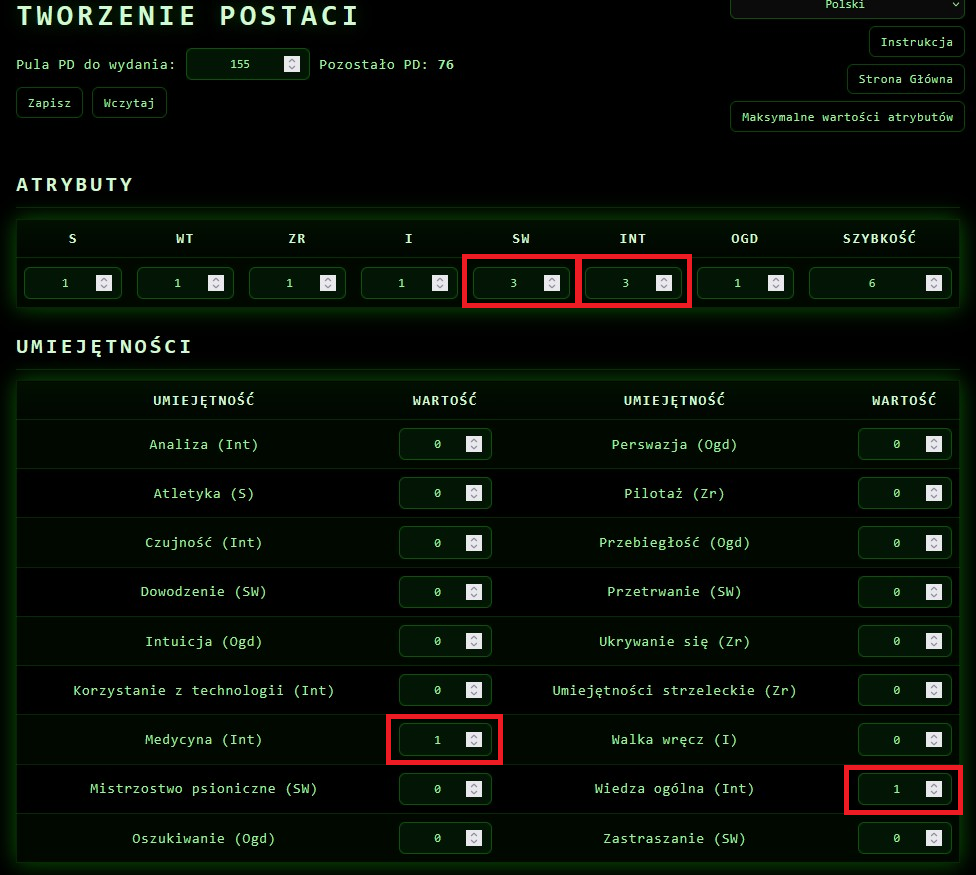 TWORZENIE POSTACI
Polski
Pula PD do wydania: 155 Pozostało PD: 76
Instrukcja
Strona Główna
Zapisz Wczytaj
Maksymalne wartości atrybutów
ATRYBUTY
S WT ZR I SW INT OGD SZYBKOŚĆ
1 1 1 1 3 3 1 6
UMIEJĘTNOŚCI
UMIEJĘTNOŚĆ WARTOŚĆ UMIEJĘTNOŚĆ WARTOŚĆ
Analiza (Int) 0 Perswazja (Ogd) 0
Atletyka (S) 0 Pilotaż (Zr) 0
Czujność (Int) 0 Przebiegłość (Ogd) 0
Dowodzenie (SW) 0 Przetrwanie (SW) 0
Intuicja (Ogd) 0 Ukrywanie się (Zr) 0
Korzystanie z technologii (Int) 0 Umiejętności strzeleckie (Zr) 0
Medycyna (Int) 1 Walka wręcz (I) 0
Mistrzostwo psioniczne (SW) 0 Wiedza ogólna (Int) 1
Oszukiwanie (Ogd) 0 Zastraszanie (SW) 0